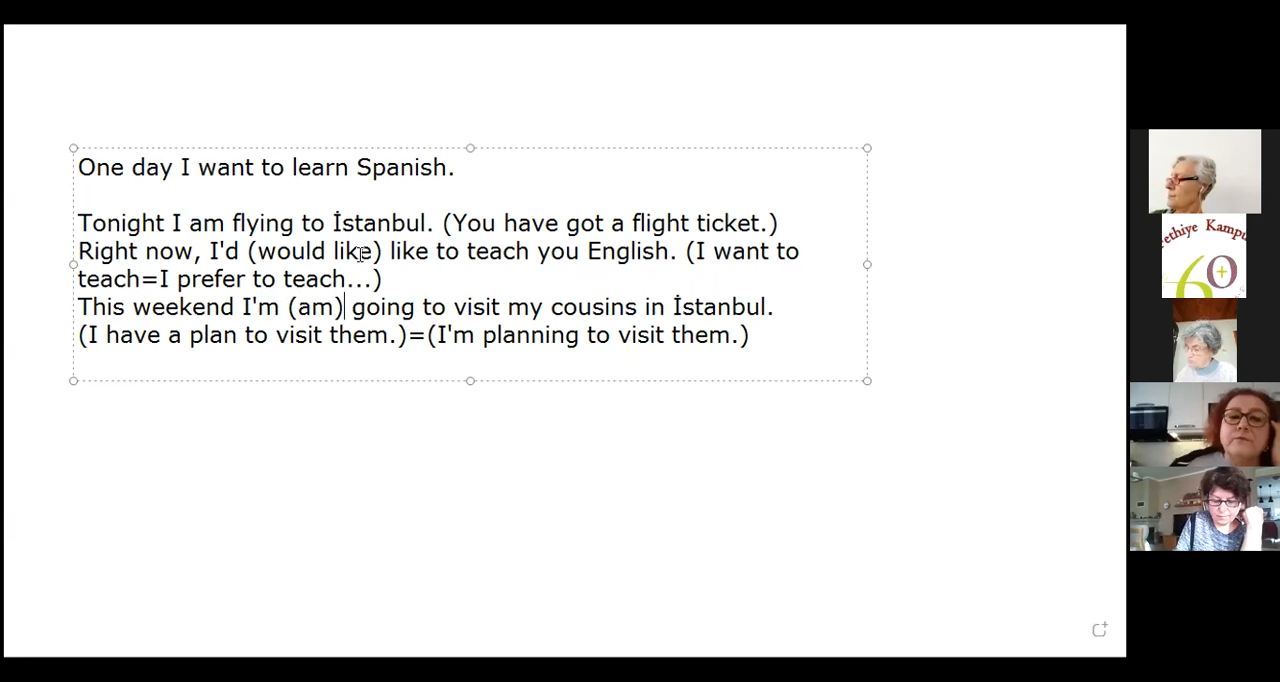 One day I want to learn Spanish.
Tonight I am flying to İstanbul. (You have got a flight ticket.)
Right now, I'd (would like) like to teach you English. (I want to
teach=I prefer to teach...)
This weekend I'm (am) going to visit my cousins in İstanbul.
(I have a plan to visit them.)=(I'm planning to visit them.)
ethiye Kampu
60+